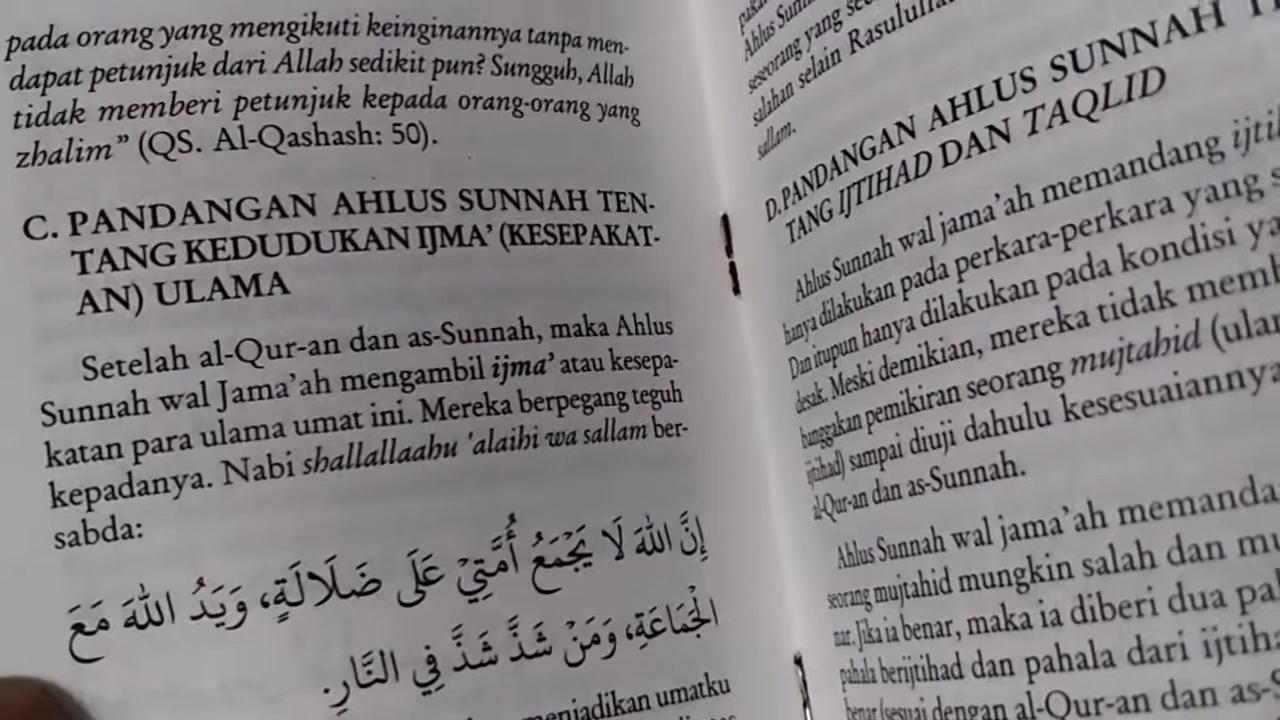 pada orang yang mengikuti keinginannya tanpa men-
dapat petunjuk dari Allah sedikit pun? Sungguh, Allah
tidak memberi petunjuk kepada orang-orang yang
zhalim” (QS. Al-Qashash: 50).
C. PANDANGAN AHLUS SUNNAH TEN-
TANG KEDUDUKAN IJMA’ (KESEPAKAT-
AN) ULAMA
Setelah al-Qur-an dan as-Sunnah, maka Ahlus
Sunnah wal Jama’ah mengambil ijma’ atau kesepa-
katan para ulama umat ini. Mereka berpegang teguh
kepadanya. Nabi shallallaahu 'alaihi wa sallam ber-
sabda:
إِنَّ اللهَ لَا يَجْمَعُ أُمَّتِيْ عَلَى ضَلَالَةٍ، وَيَدُ اللهَ مَعَ
الْجَمَاعَةِ، وَمَنْ شَذَّ شَذَّ فِي النَّارِ.
menjadikan umatku
Ahlus
seseorang yang
salahan selain
sallam.
D.PANDANGAN AHLUS SUNNAH
TANG IJTIHAD DAN TAQLID
Ahlus Sunnah wal jama’ah memandang
hanya dilakukan pada perkara-perkara yang
Dan itupun hanya dilakukan pada kondisi
desak. Meski demikian, mereka tidak
banggakan pemikiran seorang mujtahid
ijtihad) sampai diuji dahulu kesesuaiannya
al-Qur-an dan as-Sunnah.
Ahlus Sunnah wal jama’ah
seorang mujtahid mungkin salah dan
nar. Jika ia benar, maka ia diberi dua
pahala berijtihad dan pahala dari
benar (sesuai dengan al-Qur-an dan